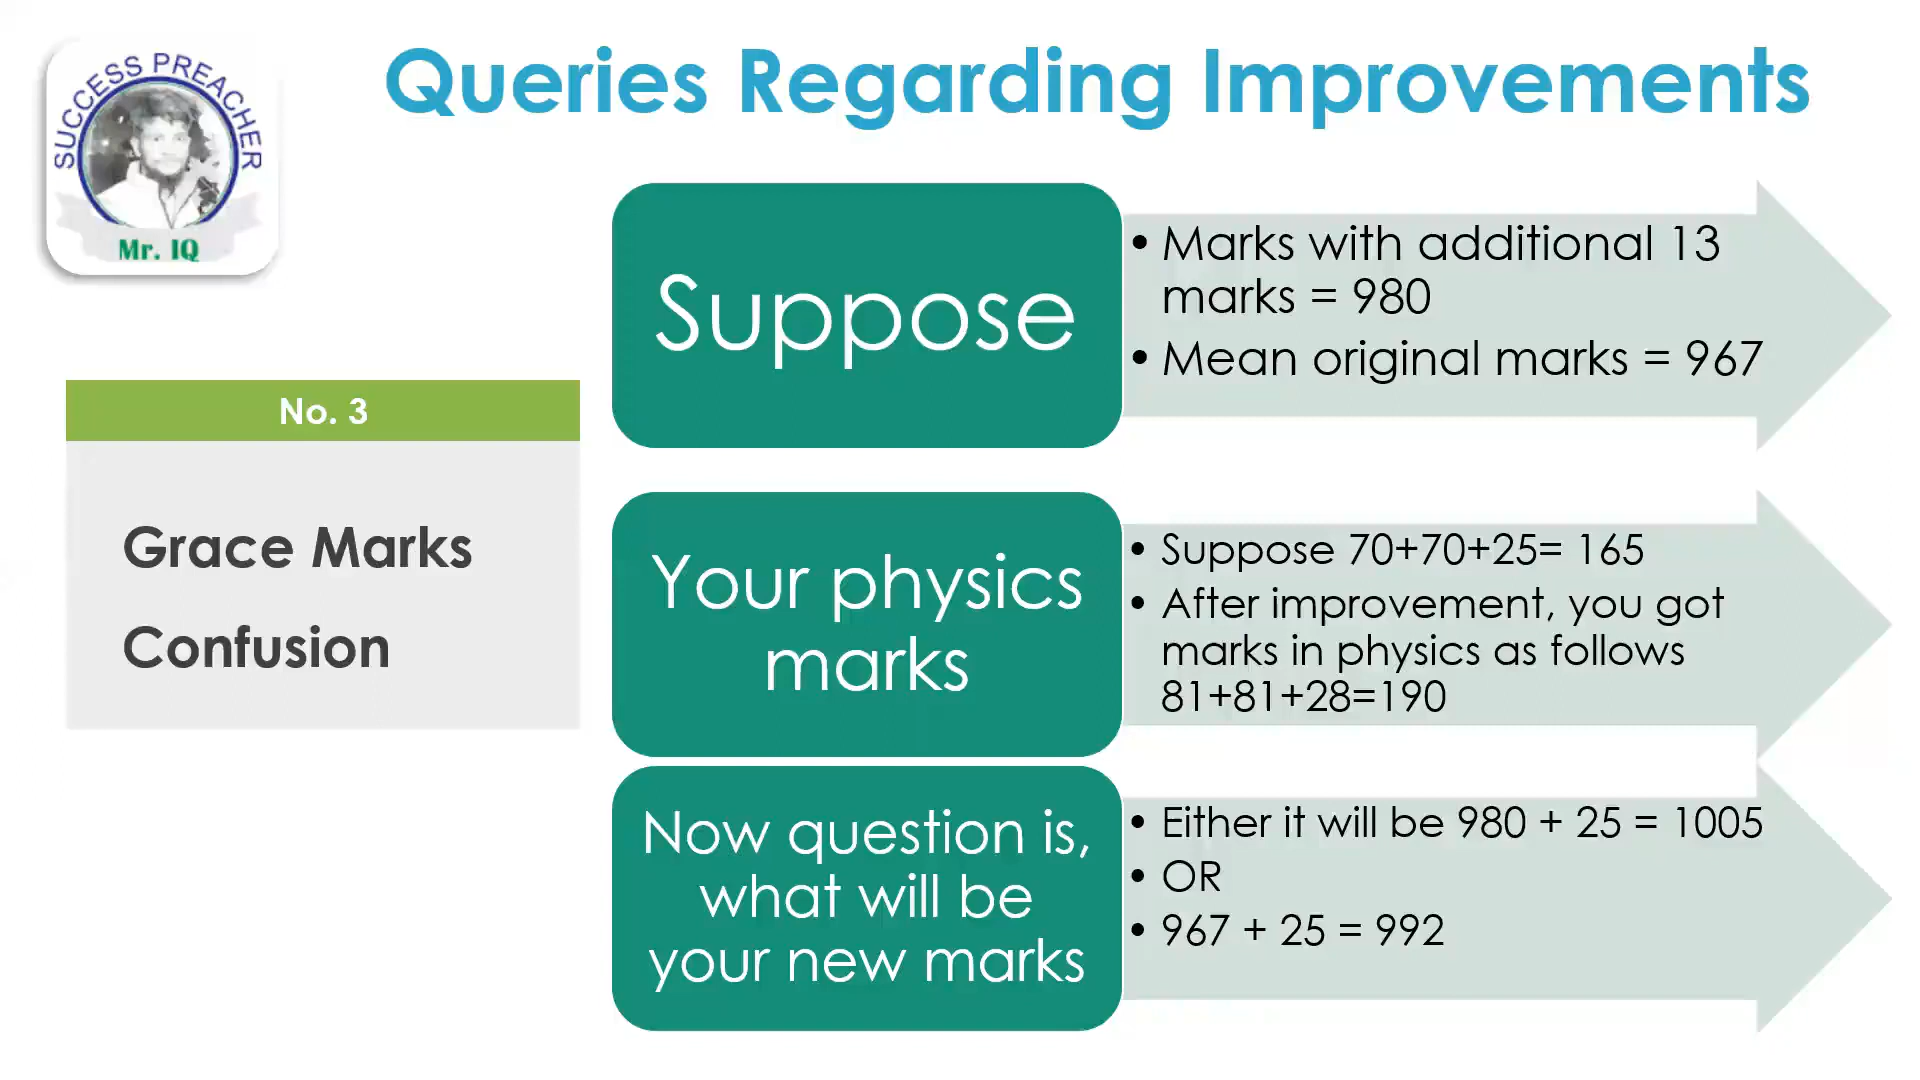 SUCCESS PREACHER
Mr. IQ
Queries Regarding Improvements
No. 3
Grace Marks
Confusion
Suppose
• Marks with additional 13
marks = 980
• Mean original marks = 967
Your physics
marks
• Suppose 70+70+25= 165
• After improvement, you got
marks in physics as follows
81+81+28=190
Now question is,
what will be
your new marks
• Either it will be 980 + 25 = 1005
• OR
• 967 + 25 = 992